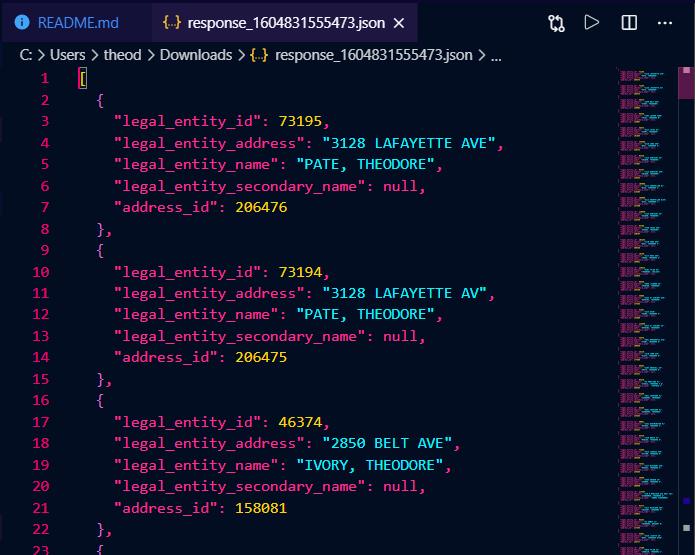 README.md
{..} response_1604831555473.json ×
C: > Users > theod > Downloads > {..} response_1604831555473.json > ...
1 [
2 {
3 "legal_entity_id": 73195,
4 "legal_entity_address": "3128 LAFAYETTE AVE",
5 "legal_entity_name": "PATE, THEODORE",
6 "legal_entity_secondary_name": null,
7 "address_id": 206476
8 },
9 {
10 "legal_entity_id": 73194,
11 "legal_entity_address": "3128 LAFAYETTE AV",
12 "legal_entity_name": "PATE, THEODORE",
13 "legal_entity_secondary_name": null,
14 "address_id": 206475
15 },
16 {
17 "legal_entity_id": 46374,
18 "legal_entity_address": "2850 BELT AVE",
19 "legal_entity_name": "IVORY, THEODORE",
20 "legal_entity_secondary_name": null,
21 "address_id": 158081
22 },
23 {